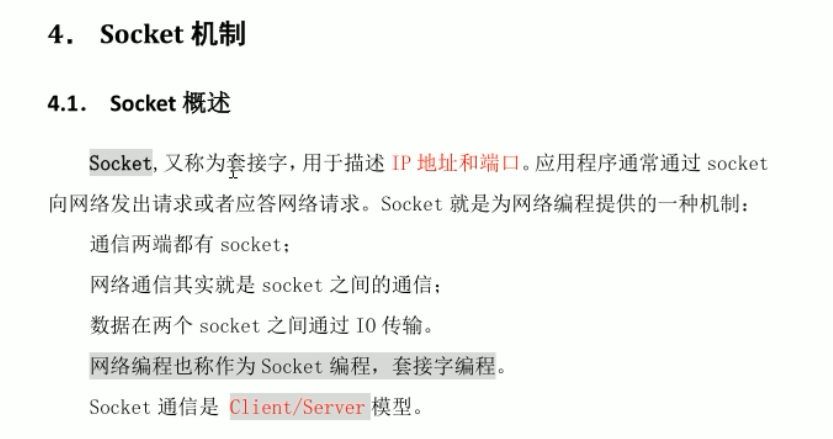 4． Socket 机制
4.1． Socket 概述
Socket, 又称为套接字，用于描述 IP 地址和端口。应用程序通常通过 socket
向网络发出请求或者应答网络请求。Socket 就是为网络编程提供的一种机制：
通信两端都有 socket；
网络通信其实就是 socket 之间的通信；
数据在两个 socket 之间通过 IO 传输。
网络编程也称作为 Socket 编程，套接字编程。
Socket 通信是 Client/Server 模型。